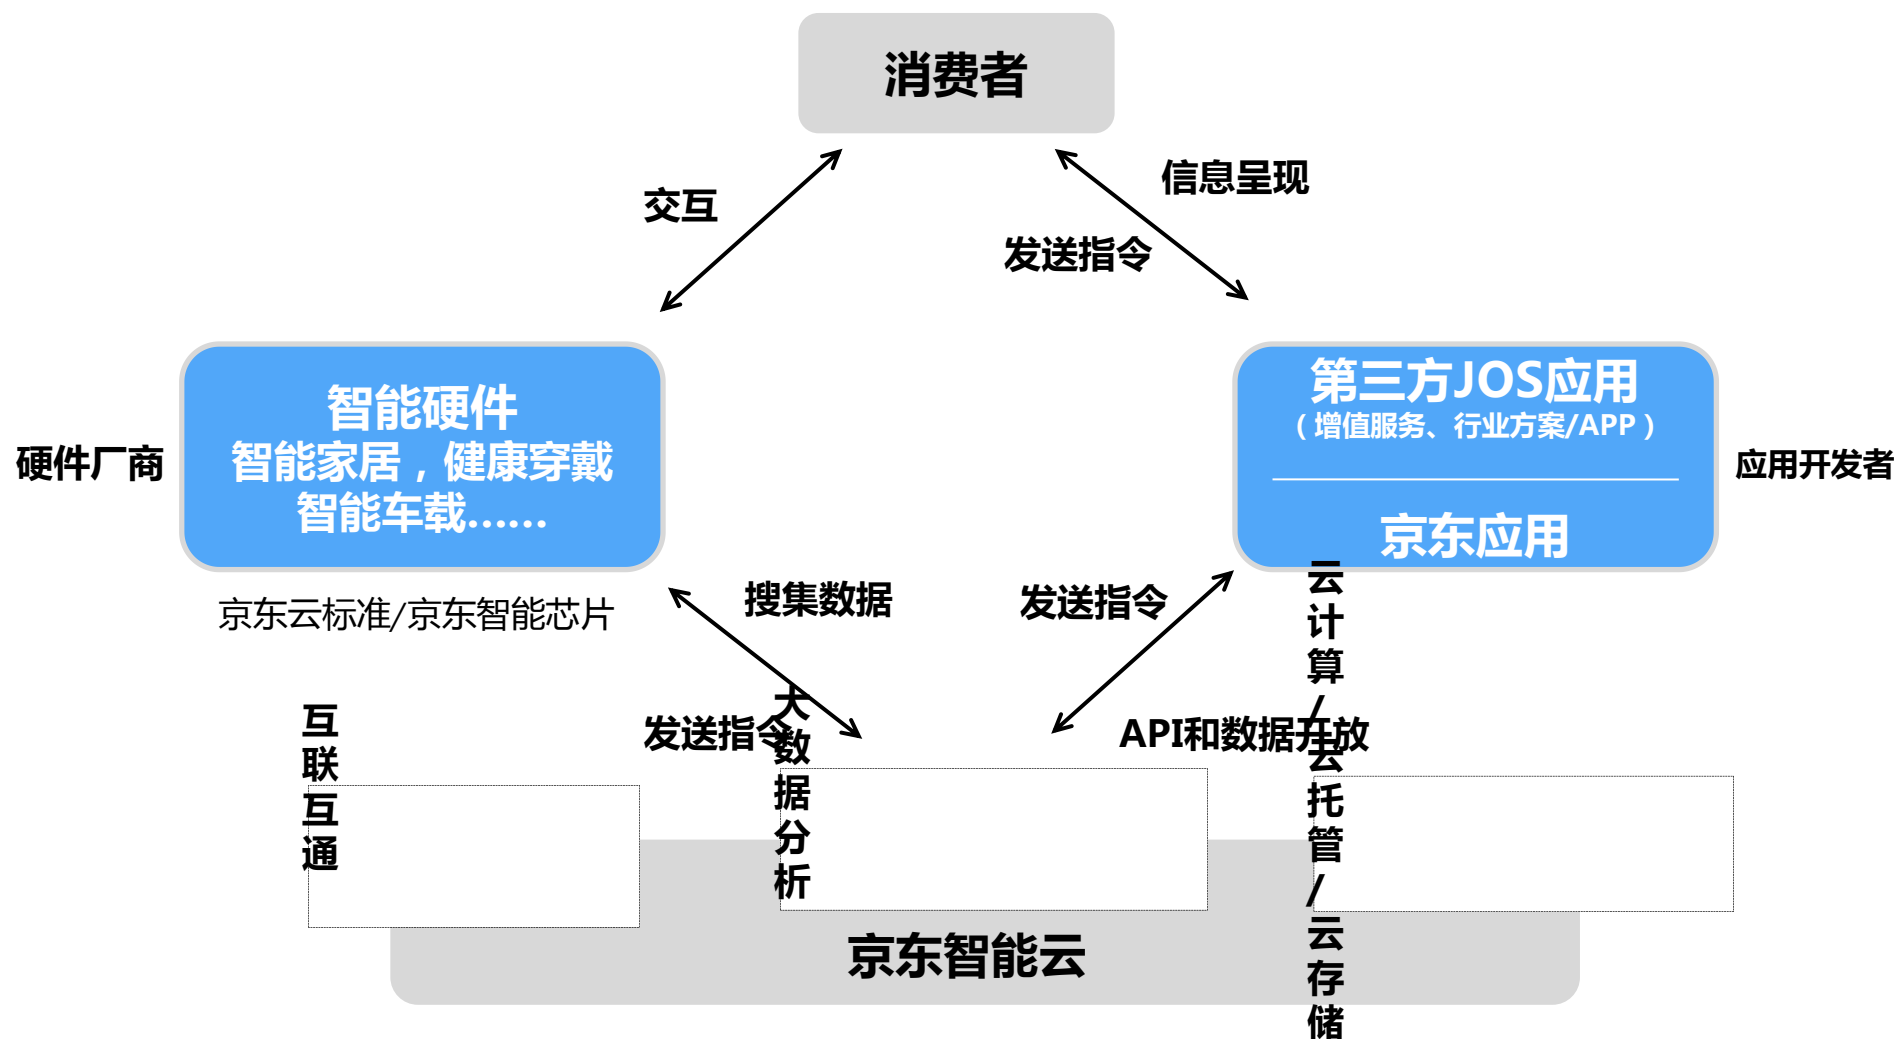 消费者
信息呈现
交互
发送指令
智能硬件
智能家居，健康穿戴
智能车载……
硬件厂商
第三方JOS应用
（增值服务、行业方案/APP）
京东应用
应用开发者
京东云标准/京东智能芯片
搜集数据
发送指令
发送指令
API和数据开放
互联互通
大数据分析
云计算/云托管/云存储
京东智能云